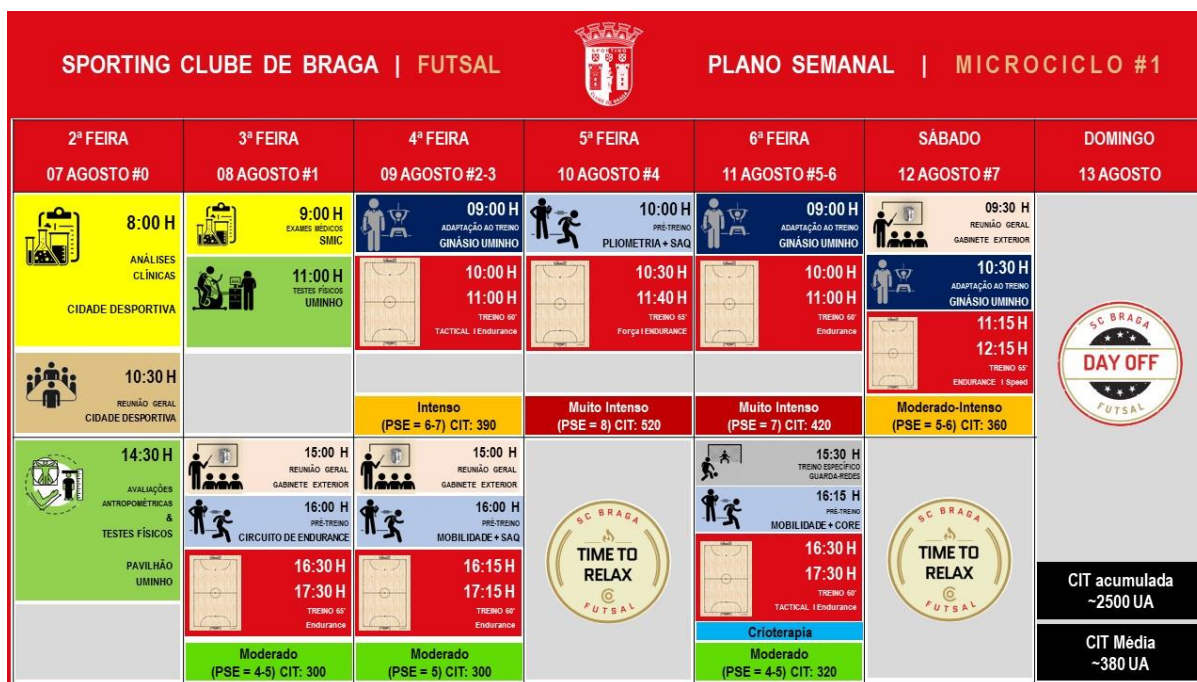 SPORTING CLUBE DE BRAGA | FUTSAL
PLANO SEMANAL | MICROCICLO #1
2ª FEIRA
07 AGOSTO #0
3ª FEIRA
08 AGOSTO #1
4ª FEIRA
09 AGOSTO #2-3
5ª FEIRA
10 AGOSTO #4
6ª FEIRA
11 AGOSTO #5-6
SÁBADO
12 AGOSTO #7
DOMINGO
13 AGOSTO
8:00 H
ANÁLISES
CLÍNICAS
CIDADE DESPORTIVA
10:30 H
REUNIÃO GERAL
CIDADE DESPORTIVA
14:30 H
AVALIAÇÕES
ANTROPOMÉTRICAS
&
TESTES FÍSICOS
PAVILHÃO
UMINHO
9:00 H
EXAMES MÉDICOS
SMIC
11:00 H
TESTES FÍSICOS
UMINHO
15:00 H
REUNIÃO GERAL
GABINETE EXTERIOR
16:00 H
PRÉ-TREINO
CIRCUITO DE ENDURANCE
16:30 H
17:30 H
TREINO 65'
Endurance
Moderado
(PSE = 4-5) CIT: 300
09:00 H
ADAPTAÇÃO AO TREINO
GINÁSIO UMINHO
10:00 H
11:00 H
TREINO 60'
TACTICAL I Endurance
Intenso
(PSE = 6-7) CIT: 390
15:00 H
REUNIÃO GERAL
GABINETE EXTERIOR
16:00 H
PRÉ-TREINO
MOBILIDADE + SAQ
16:15 H
17:15 H
TREINO 60'
Endurance
Moderado
(PSE = 5) CIT: 300
10:00 H
PRÉ-TREINO
PLIOMETRIA + SAQ
10:30 H
11:40 H
TREINO 65'
Força I ENDURANCE
Muito Intenso
(PSE = 8) CIT: 520
SC BRAGA
TIME TO
RELAX
FUTSAL
09:00 H
ADAPTAÇÃO AO TREINO
GINÁSIO UMINHO
10:00 H
11:00 H
TREINO 60'
Endurance
Muito Intenso
(PSE = 7) CIT: 420
15:30 H
TREINO ESPECÍFICO
GUARDA-REDES
16:15 H
PRÉ-TREINO
MOBILIDADE + CORE
16:30 H
17:30 H
TREINO 60'
TACTICAL I Endurance
Crioterapia
Moderado
(PSE = 4-5) CIT: 320
09:30 H
REUNIÃO GERAL
GABINETE EXTERIOR
10:30 H
ADAPTAÇÃO AO TREINO
GINÁSIO UMINHO
11:15 H
12:15 H
TREINO 65'
ENDURANCE I Speed
Moderado-Intenso
(PSE = 5-6) CIT: 360
SC BRAGA
TIME TO
RELAX
FUTSAL
SC BRAGA
DAY OFF
FUTSAL
CIT acumulada
~2500 UA
CIT Média
~380 UA